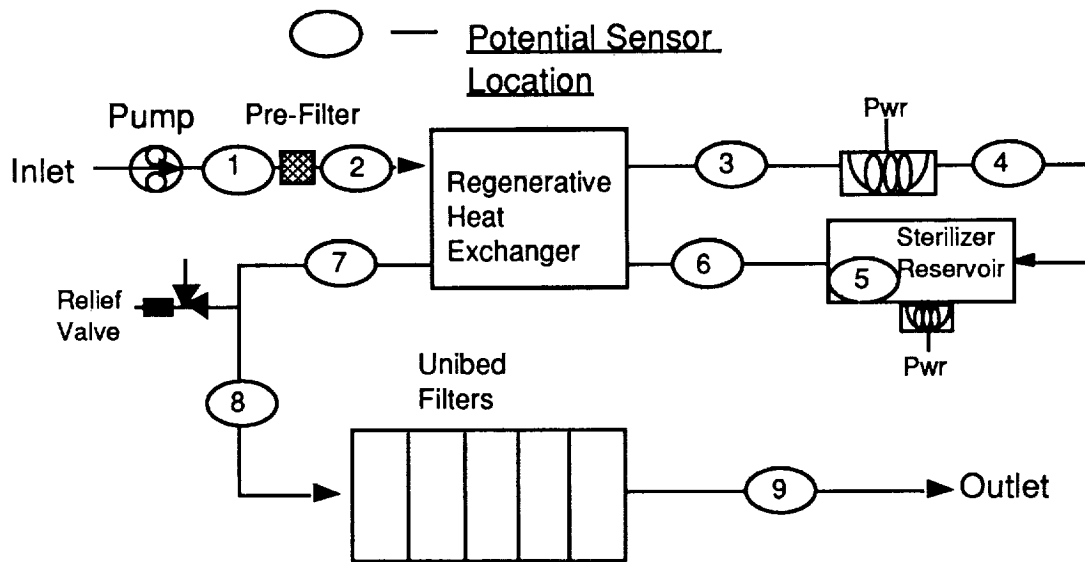 — Potential Sensor
Location
Pump
Pre-Filter
Inlet
1
2
Regenerative
Heat
Exchanger
3
Pwr
4
Sterilizer
Reservoir
5
6
7
Pwr
Relief
Valve
8
Unibed
Filters
9
Outlet